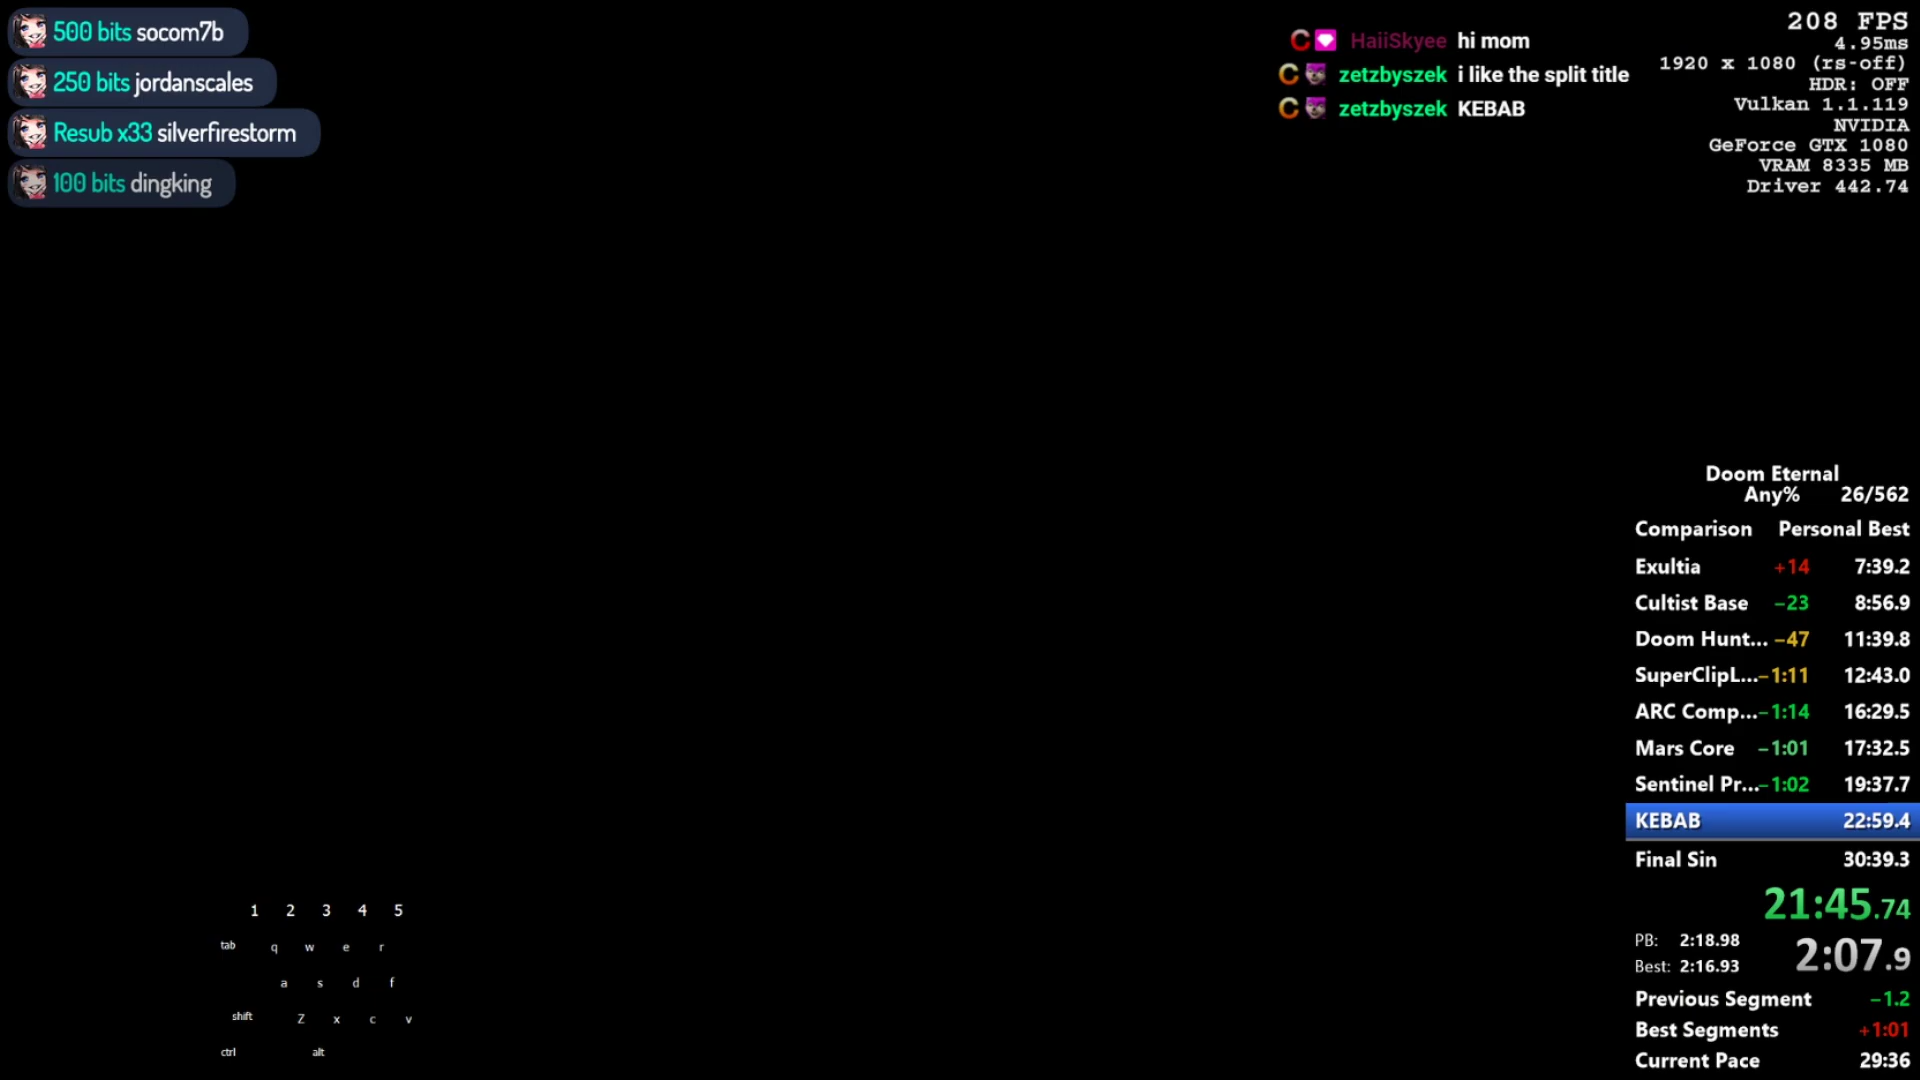 500 bits socom7b
250 bits jordanscales
Resub x33 silverfirestorm
100 bits dingking
HaiiSkyee hi mom
zetzbyszek i like the split title
zetzbyszek KEBAB
208 FPS
4.95ms
1920 x 1080 (rs-off)
HDR: OFF
Vulkan 1.1.119
NVIDIA
GeForce GTX 1080
VRAM 8335 MB
Driver 442.74
Doom Eternal
Any% 26/562
Comparison Personal Best
Exultia +14 7:39.2
Cultist Base −23 8:56.9
Doom Hunt... −47 11:39.8
SuperClipL... −1:11 12:43.0
ARC Comp... −1:14 16:29.5
Mars Core −1:01 17:32.5
Sentinel Pr... −1:02 19:37.7
KEBAB 22:59.4
Final Sin 30:39.3
21:45.74
PB: 2:18.98
Best: 2:16.93
2:07.9
Previous Segment −1.2
Best Segments +1:01
Current Pace 29:36
1 2 3 4 5
tab q w e r
a s d f
shift Z x c v
ctrl alt